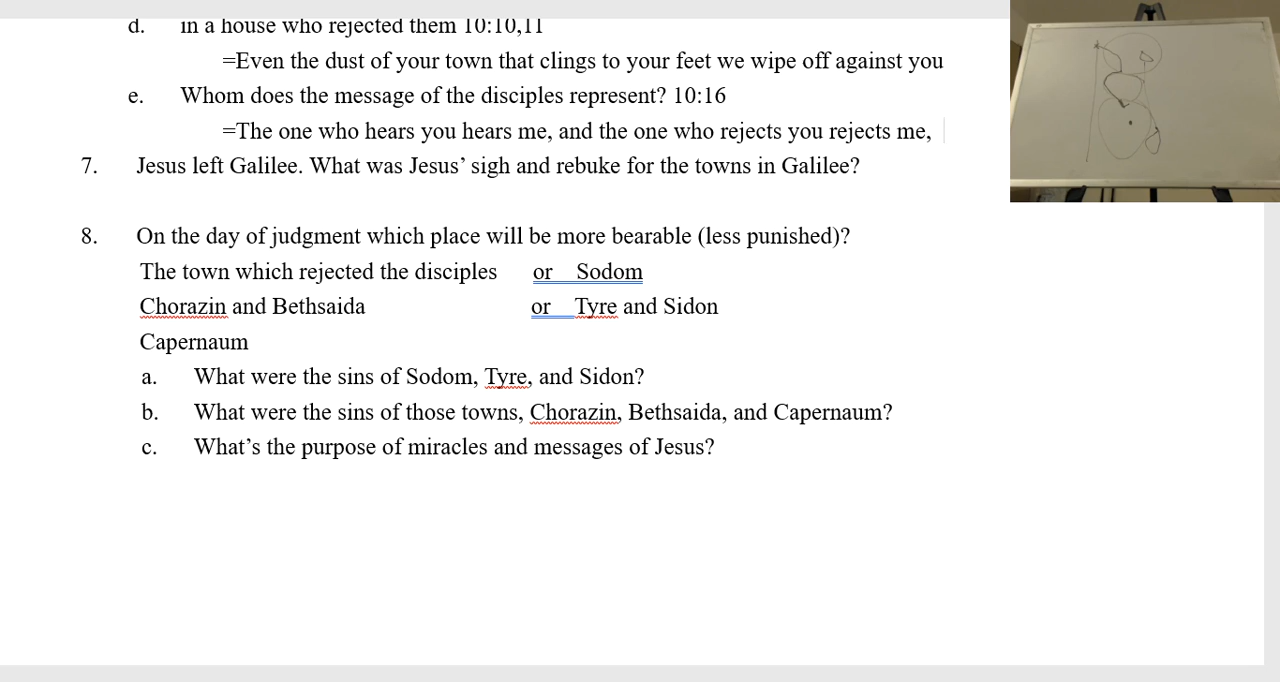 d. in a house who rejected them 10:10,11
=Even the dust of your town that clings to your feet we wipe off against you
e. Whom does the message of the disciples represent? 10:16
=The one who hears you hears me, and the one who rejects you rejects me,
7. Jesus left Galilee. What was Jesus’ sigh and rebuke for the towns in Galilee?
8. On the day of judgment which place will be more bearable (less punished)?
The town which rejected the disciples or Sodom
Chorazin and Bethsaida or Tyre and Sidon
Capernaum
a. What were the sins of Sodom, Tyre, and Sidon?
b. What were the sins of those towns, Chorazin, Bethsaida, and Capernaum?
c. What’s the purpose of miracles and messages of Jesus?